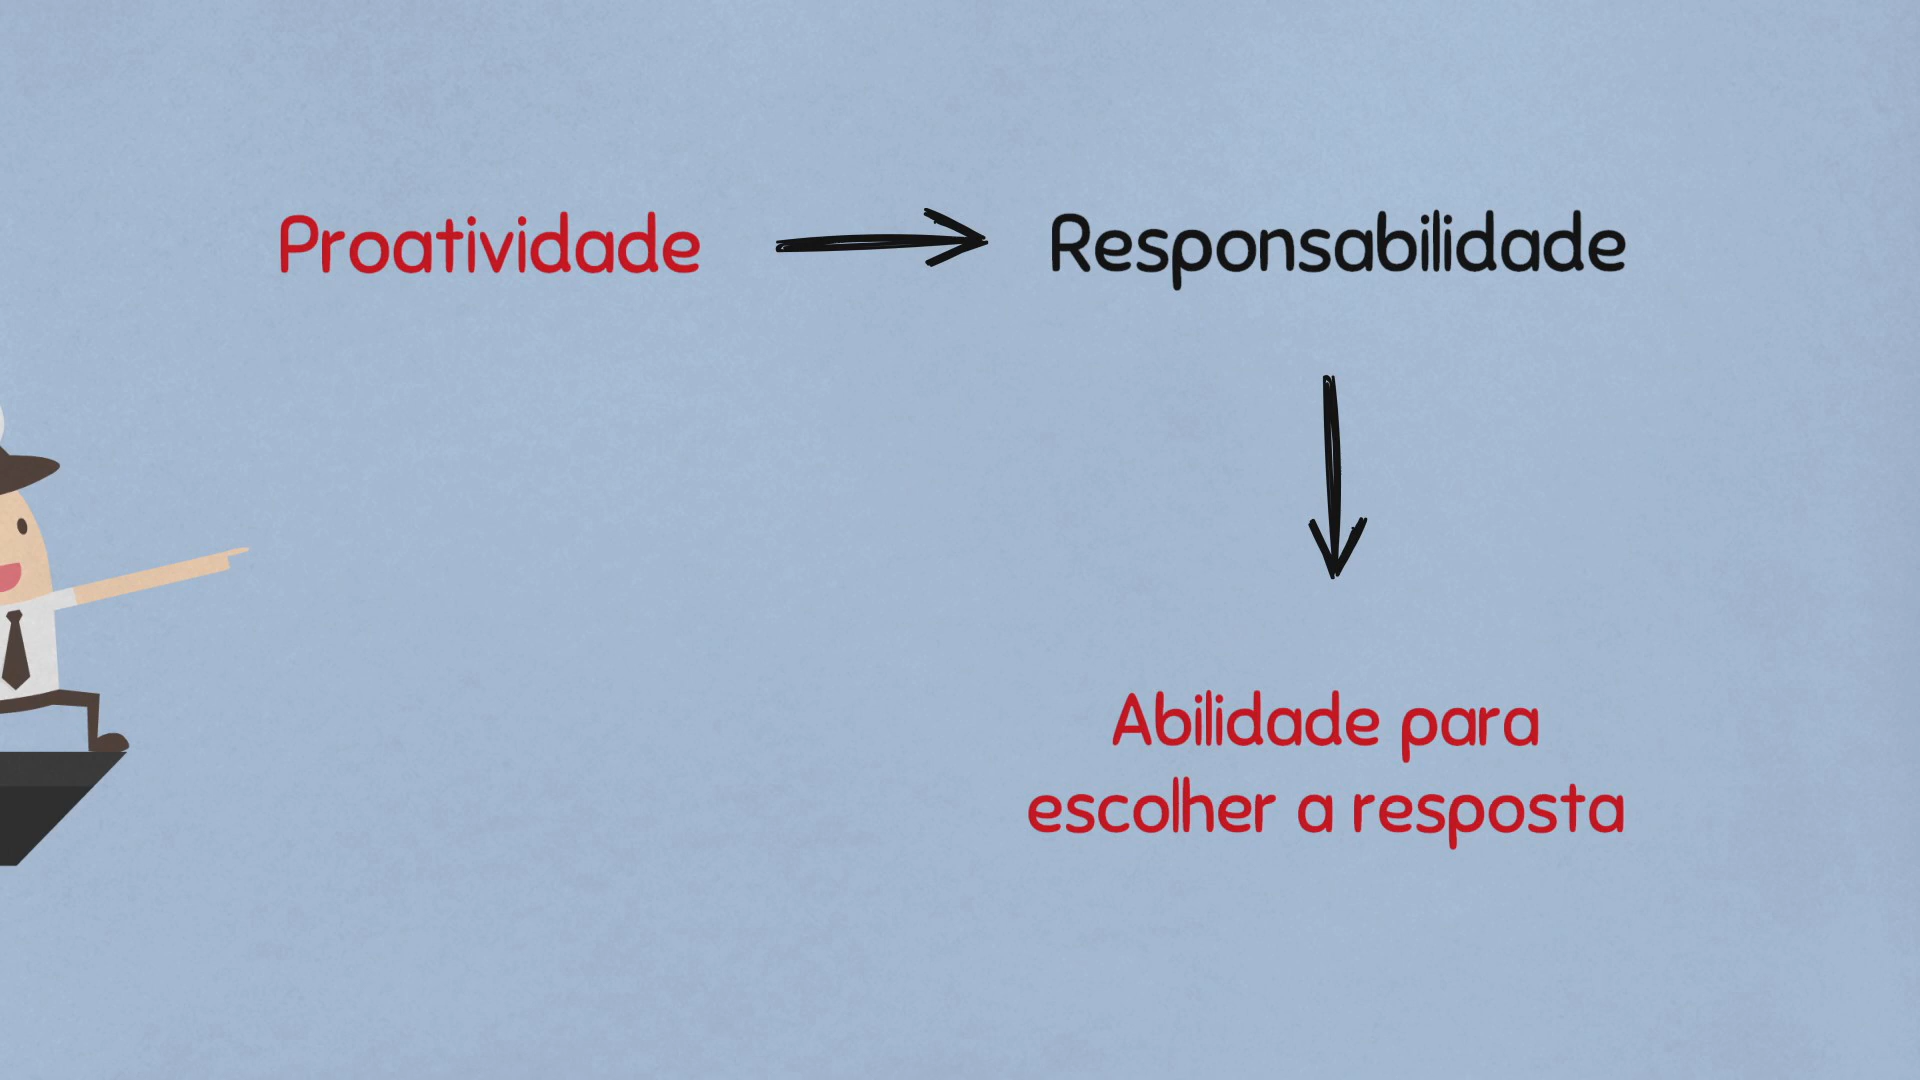 Proatividade
Responsabilidade
Abilidade para
escolher a resposta